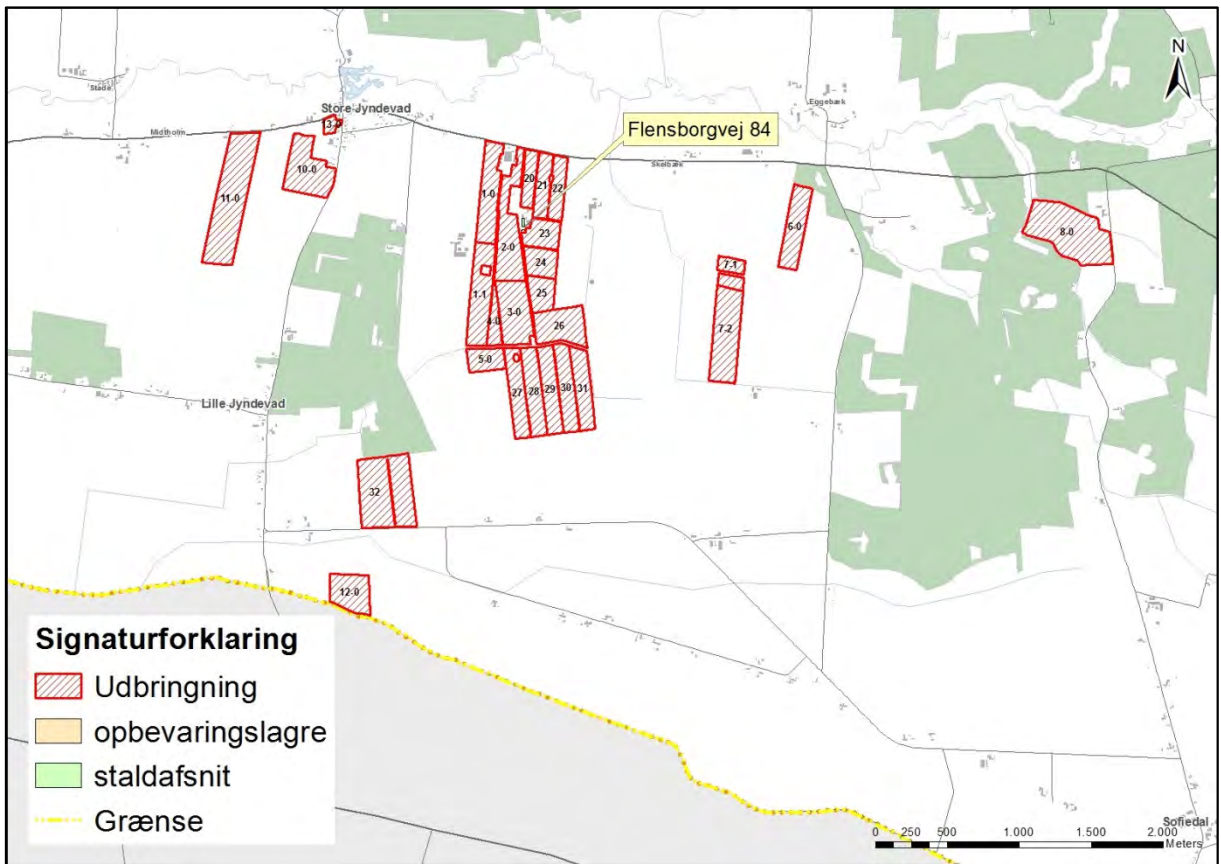 N
Stade
Eggebæk
Store Jyndevad
Midtholm
Flensborgvej 84
Skelbæk
10-0
11-0
1-0
20
21
22
6-0
8-0
2-0
23
24
7-1
1-1
25
3-0
4-0
26
7-2
5-0
27
28
29
30
31
Lille Jyndevad
32
12-0
Signaturforklaring
Udbringning
opbevaringslagre
staldafsnit
Grænse
Sofiedal
0 250 500 1.000 1.500 2.000
Meters